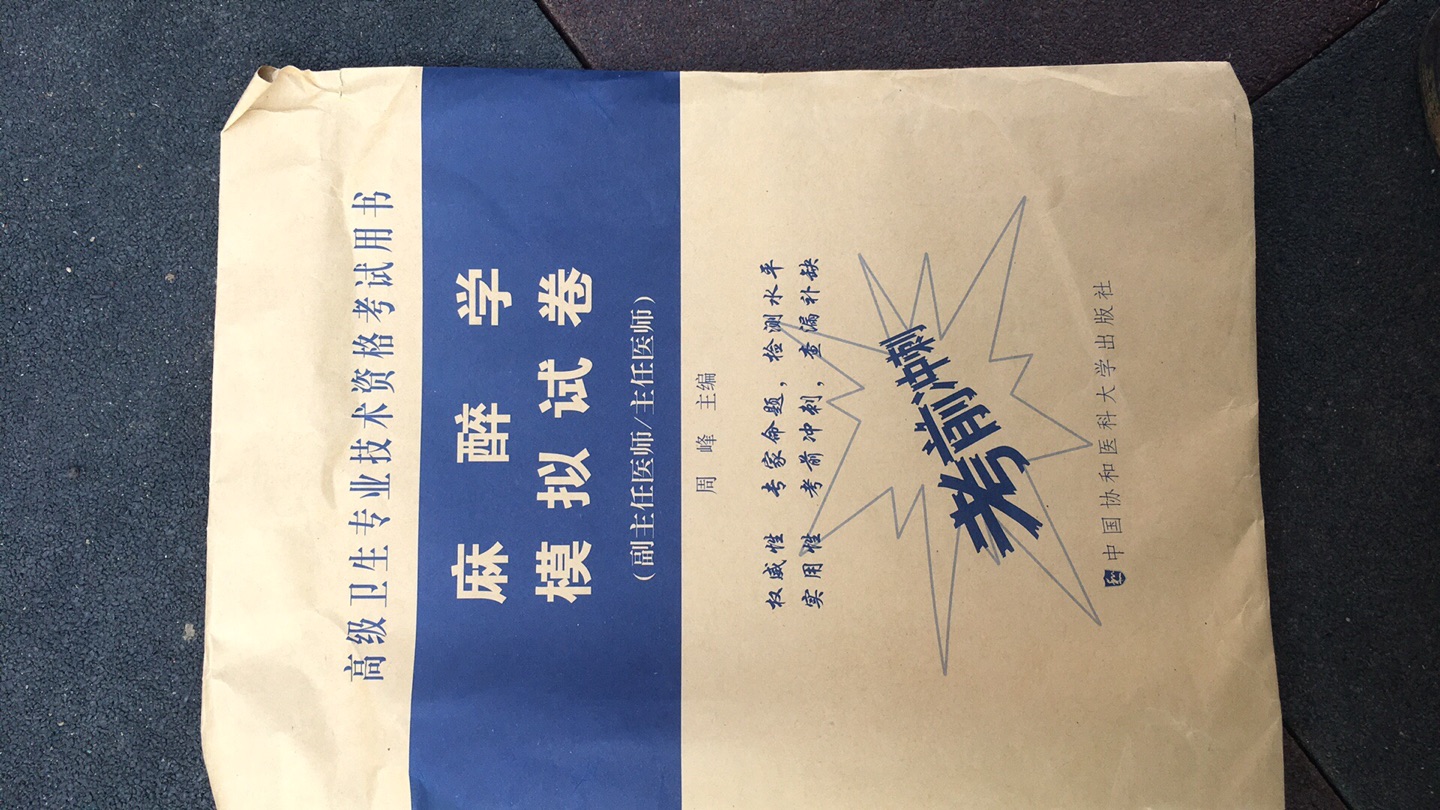 高级卫生专业技术资格考试用书
麻醉学
模拟试卷
(副主任医师/主任医师)
周 峰 主编
权威性 专家命题，检测水平
实用性 考前冲刺，查漏补缺
考前冲刺
中国协和医科大学出版社